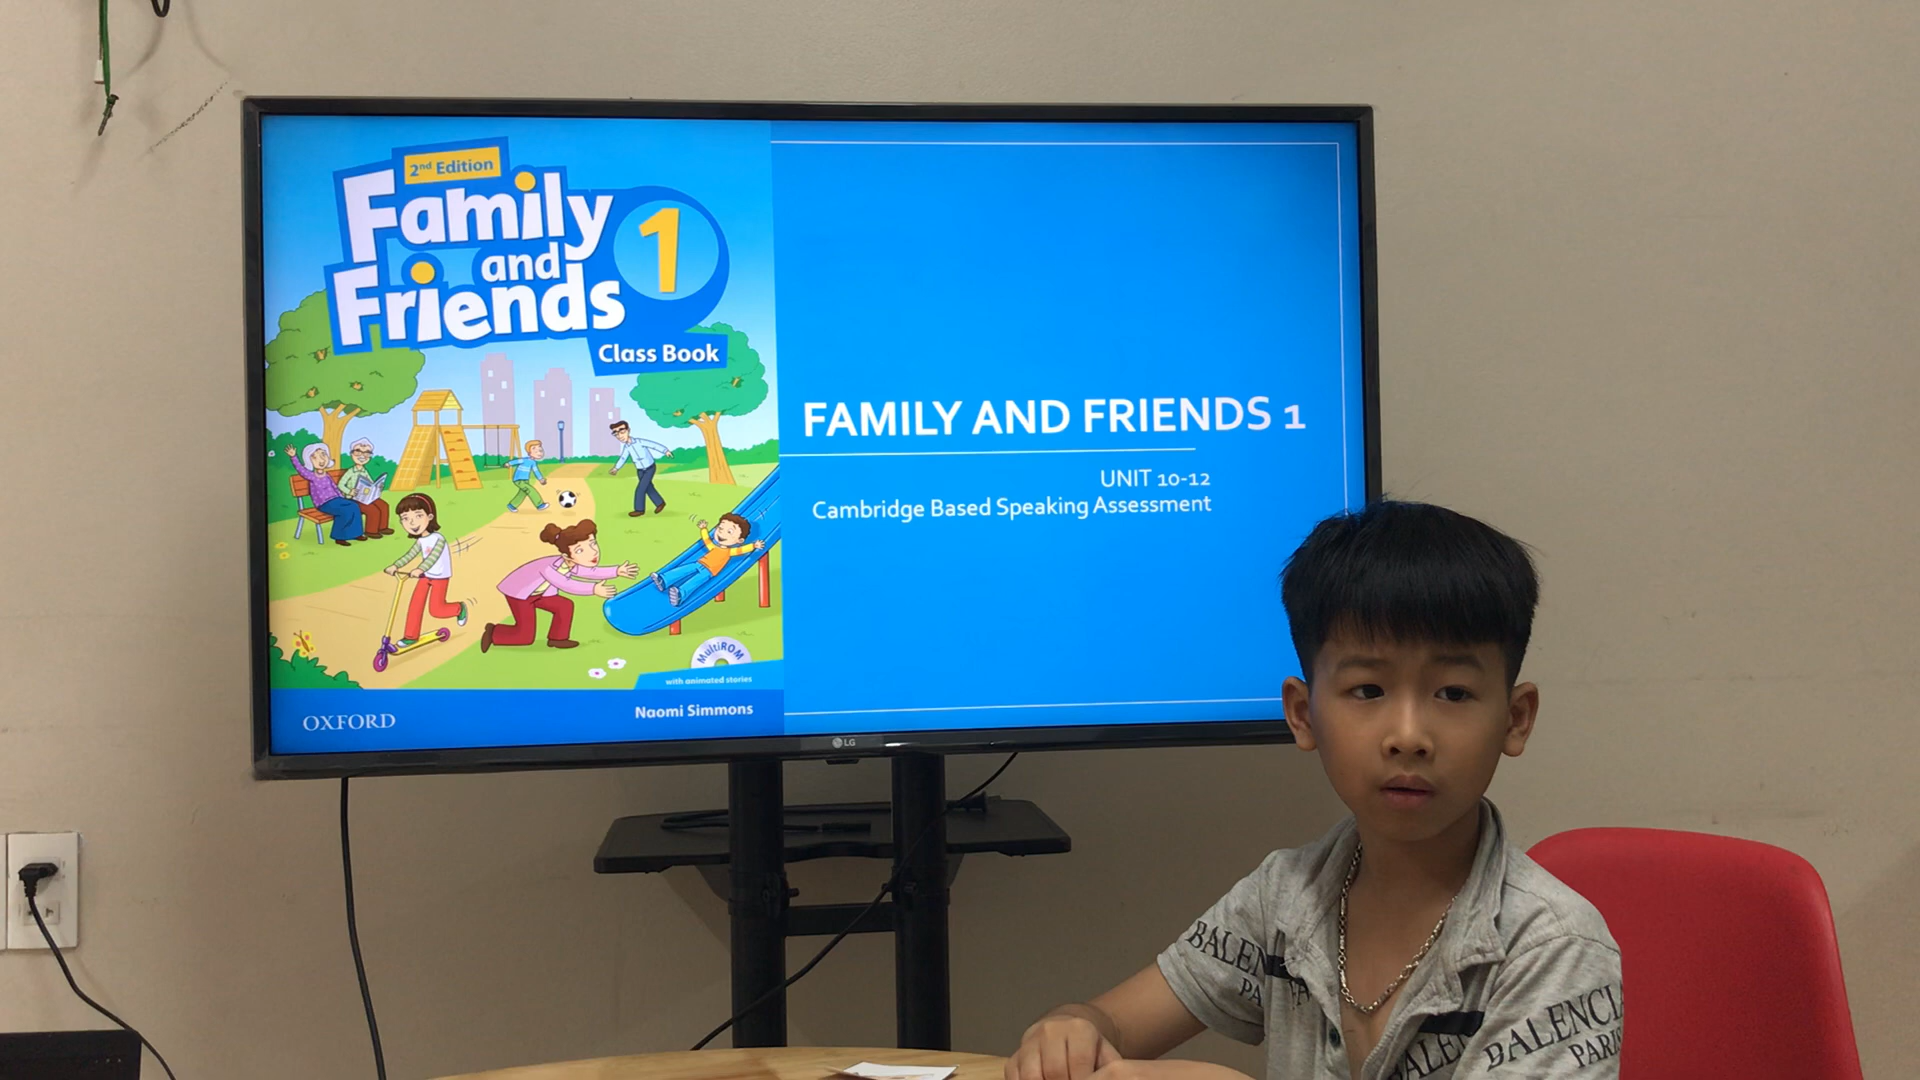 2nd Edition
Family
and
Friends
1
Class Book
MultiROM
with animated stories
OXFORD
Naomi Simmons
FAMILY AND FRIENDS 1
UNIT 10-12
Cambridge Based Speaking Assessment
LG
BALEN
PA
BALENCIA
PARIS